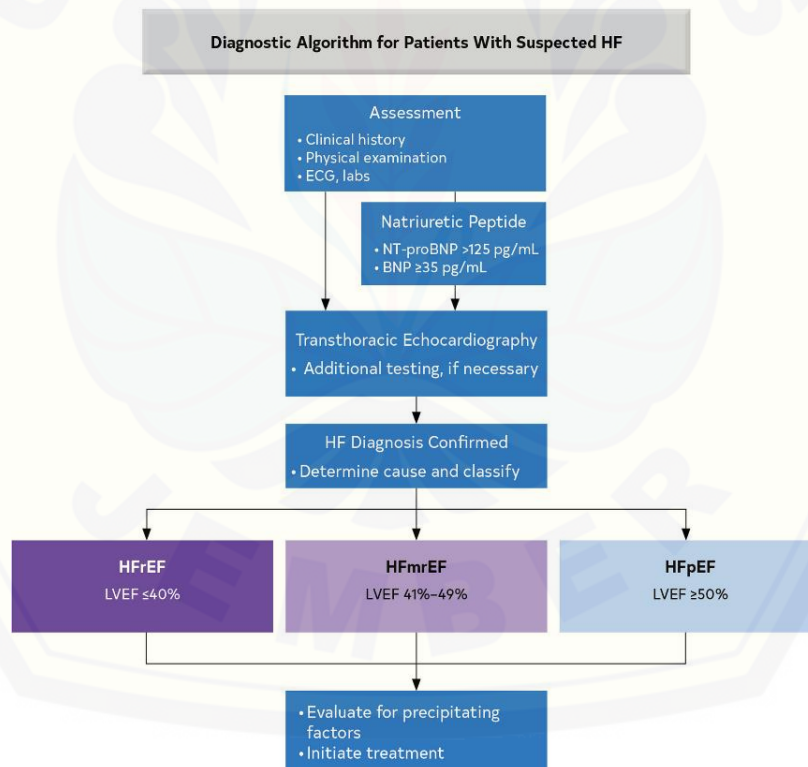 Diagnostic Algorithm for Patients With Suspected HF
Assessment
• Clinical history
• Physical examination
• ECG, labs
Natriuretic Peptide
• NT-proBNP >125 pg/mL
• BNP ≥35 pg/mL
Transthoracic Echocardiography
• Additional testing, if necessary
HF Diagnosis Confirmed
• Determine cause and classify
HFrEF
LVEF ≤40%
HFmrEF
LVEF 41%–49%
HFpEF
LVEF ≥50%
JEMBER
• Evaluate for precipitating
factors
• Initiate treatment